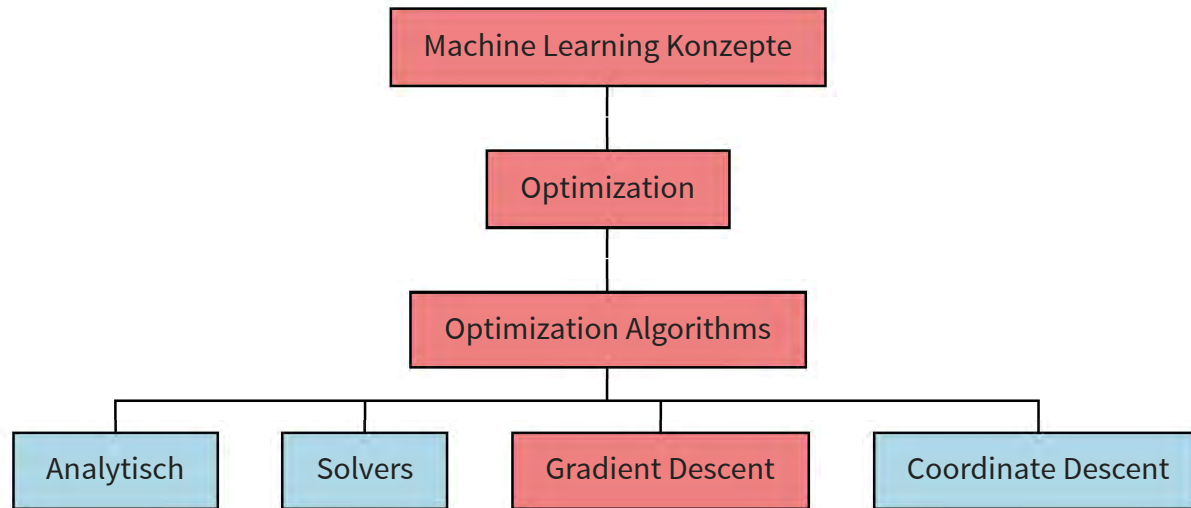 Machine Learning Konzepte
Optimization
Optimization Algorithms
Analytisch
Solvers
Gradient Descent
Coordinate Descent